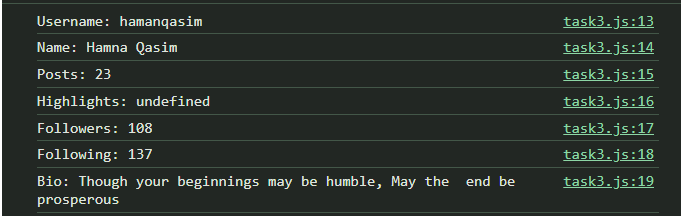 Username: hamanqasim task3.js:13
Name: Hamna Qasim task3.js:14
Posts: 23 task3.js:15
Highlights: undefined task3.js:16
Followers: 108 task3.js:17
Following: 137 task3.js:18
Bio: Though your beginnings may be humble, May the  end be task3.js:19
prosperous